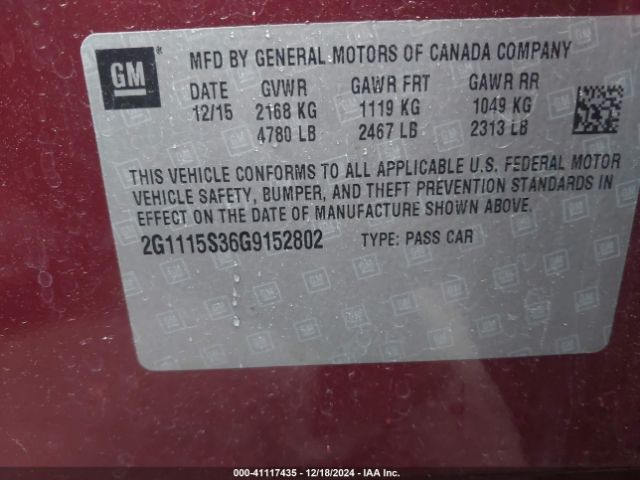 GM ®
MFD BY GENERAL MOTORS OF CANADA COMPANY
DATE GVWR GAWR FRT GAWR RR
12/15 2168 KG 1119 KG 1049 KG
4780 LB 2467 LB 2313 LB
THIS VEHICLE CONFORMS TO ALL APPLICABLE U.S. FEDERAL MOTOR
VEHICLE SAFETY, BUMPER, AND THEFT PREVENTION STANDARDS IN
EFFECT ON THE DATE OF MANUFACTURE SHOWN ABOVE.
2G1115S36G9152802 TYPE: PASS CAR
000-41117435 - 12/18/2024 - IAA Inc.